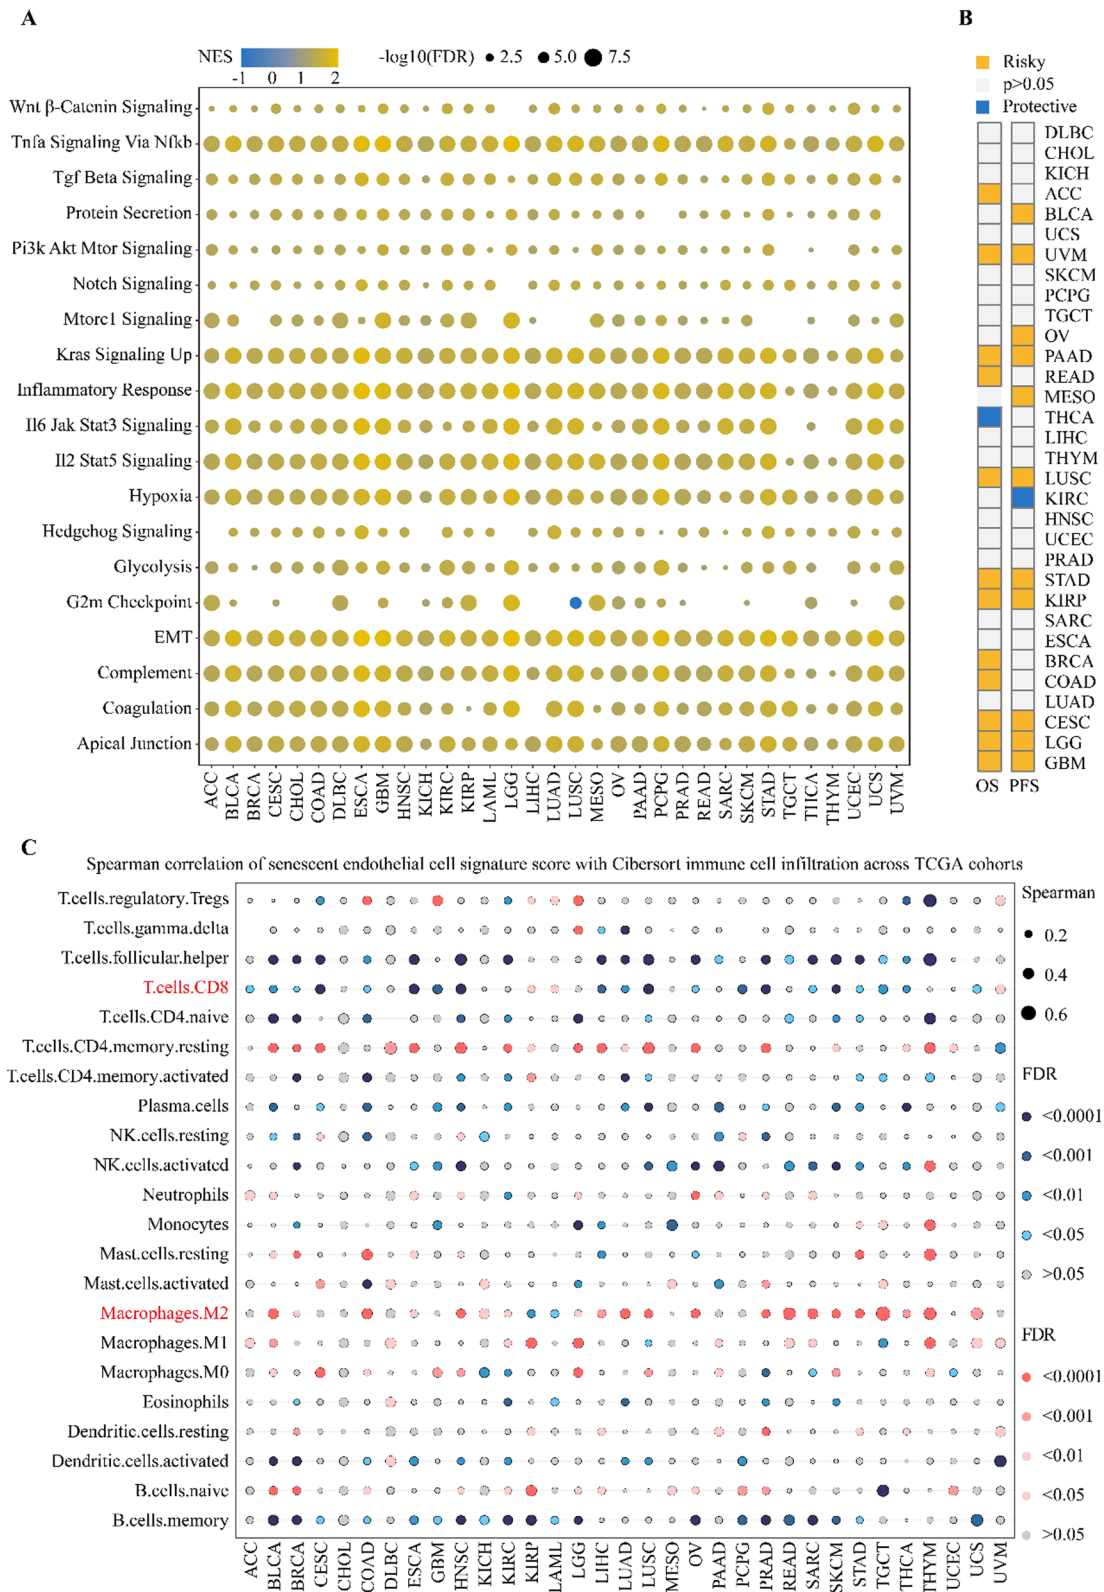 A
B
NES
-1 0 1 2
-log10(FDR) 2.5 5.0 7.5
Risky
p>0.05
Protective
Wnt β-Catenin Signaling
Tnfa Signaling Via Nfkb
Tgf Beta Signaling
Protein Secretion
Pi3k Akt Mtor Signaling
Notch Signaling
Mtorc1 Signaling
Kras Signaling Up
Inflammatory Response
Il6 Jak Stat3 Signaling
Il2 Stat5 Signaling
Hypoxia
Hedgehog Signaling
Glycolysis
G2m Checkpoint
EMT
Complement
Coagulation
Apical Junction
ACC BLCA BRCA CESC CHOL COAD DLBC ESCA GBM HNSC KICH KIRC KIRP LAML LGG LIHC LUAD LUSC MESO OV PAAD PCPG PRAD READ SARC SKCM STAD TGCT THCA THYM UCEC UCS UVM
DLBC
CHOL
KICH
ACC
BLCA
UCS
UVM
SKCM
PCPG
TGCT
OV
PAAD
READ
MESO
THCA
LIHC
THYM
LUSC
KIRC
HNSC
UCEC
PRAD
STAD
KIRP
SARC
ESCA
BRCA
COAD
LUAD
CESC
LGG
GBM
OS PFS
C
Spearman correlation of senescent endothelial cell signature score with Cibersort immune cell infiltration across TCGA cohorts
T.cells.regulatory.Tregs
T.cells.gamma.delta
T.cells.follicular.helper
T.cells.CD8
T.cells.CD4.naive
T.cells.CD4.memory.resting
T.cells.CD4.memory.activated
Plasma.cells
NK.cells.resting
NK.cells.activated
Neutrophils
Monocytes
Mast.cells.resting
Mast.cells.activated
Macrophages.M2
Macrophages.M1
Macrophages.M0
Eosinophils
Dendritic.cells.resting
Dendritic.cells.activated
B.cells.naive
B.cells.memory
ACC BLCA BRCA CESC CHOL COAD DLBC ESCA GBM HNSC KICH KIRC KIRP LAML LGG LIHC LUAD LUSC MESO OV PAAD PCPG PRAD READ SARC SKCM STAD TGCT THCA THYM UCEC UCS UVM
Spearman
0.2
0.4
0.6
FDR
<0.0001
<0.001
<0.01
<0.05
>0.05
FDR
<0.0001
<0.001
<0.01
<0.05
>0.05